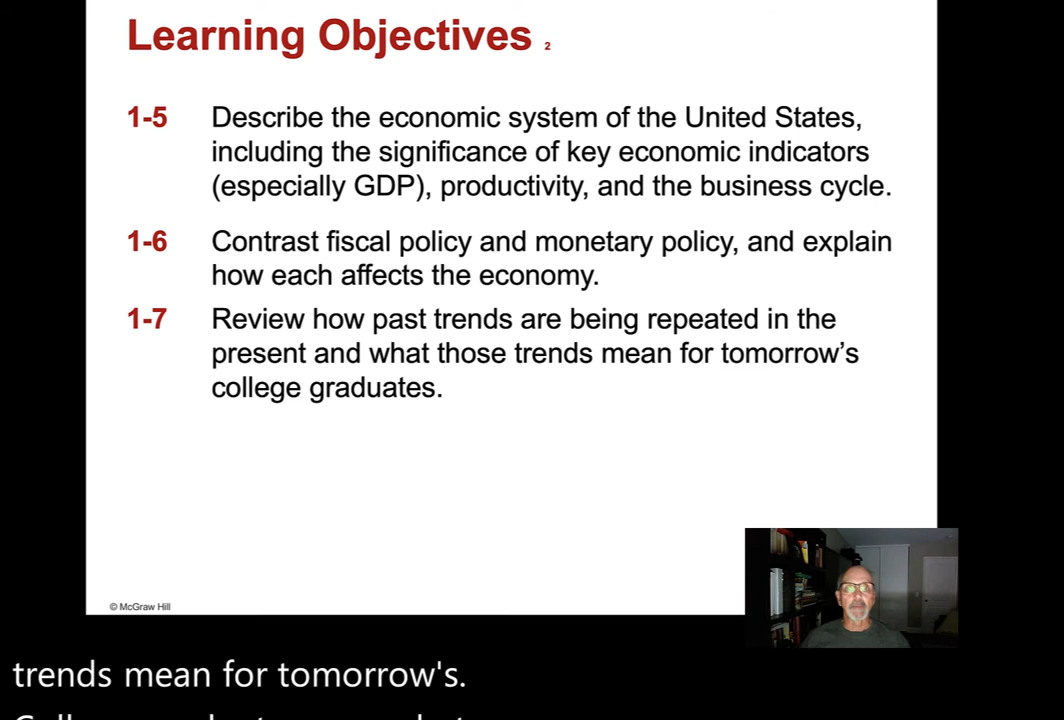 Learning Objectives 2
1-5 Describe the economic system of the United States,
including the significance of key economic indicators
(especially GDP), productivity, and the business cycle.
1-6 Contrast fiscal policy and monetary policy, and explain
how each affects the economy.
1-7 Review how past trends are being repeated in the
present and what those trends mean for tomorrow’s
college graduates.
© McGraw Hill
trends mean for tomorrow's.